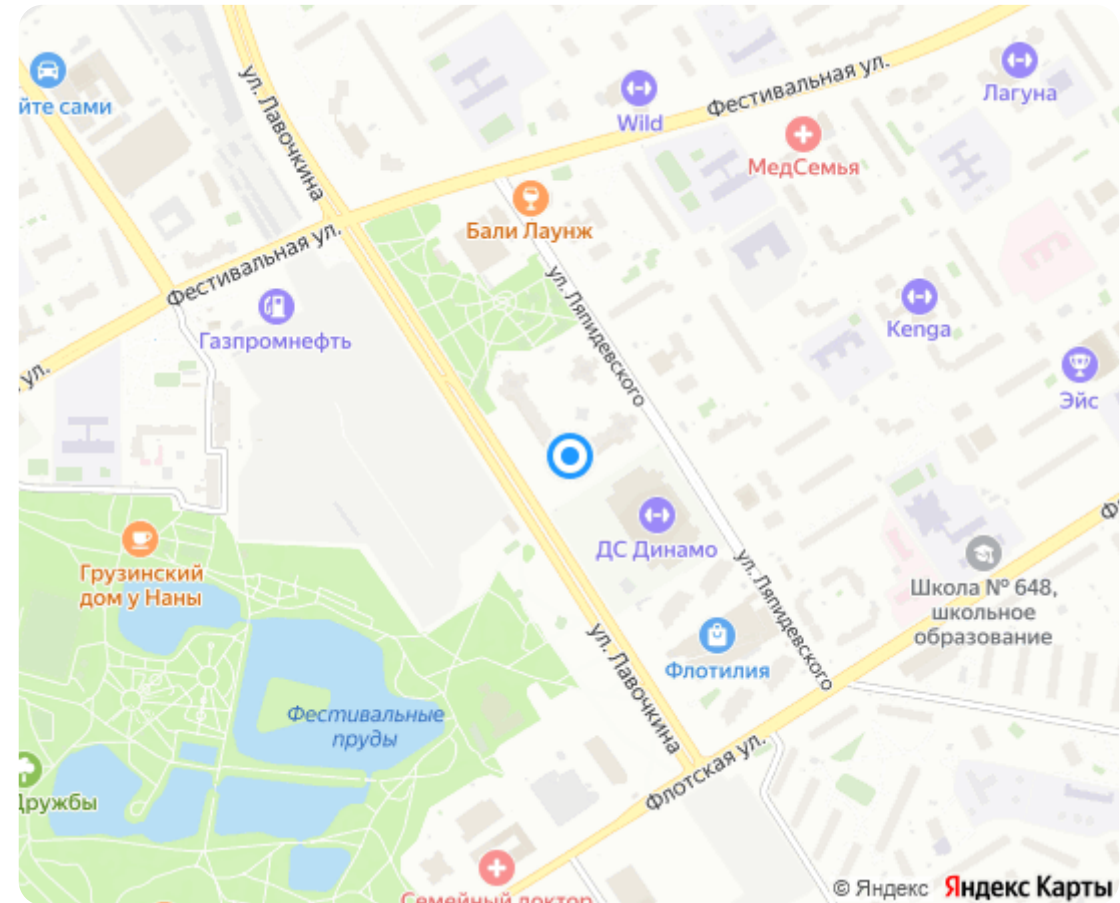 йте сами
ул. Лавочкина
Wild
Фестивальная ул.
Лагуна
МедСемья
Бали Лаунж
Фестивальная ул.
Газпромнефть
ул. Ляпидевского
Kenga
ул.
Эйс
ДС Динамо
Грузинский
дом у Наны
ул. Ляпидевского
Школа № 648,
школьное
образование
ул. Лавочкина
Флотилия
Фестивальные
пруды
Флотская ул.
Дружбы
Семейный доктор
© Яндекс Яндекс Карты